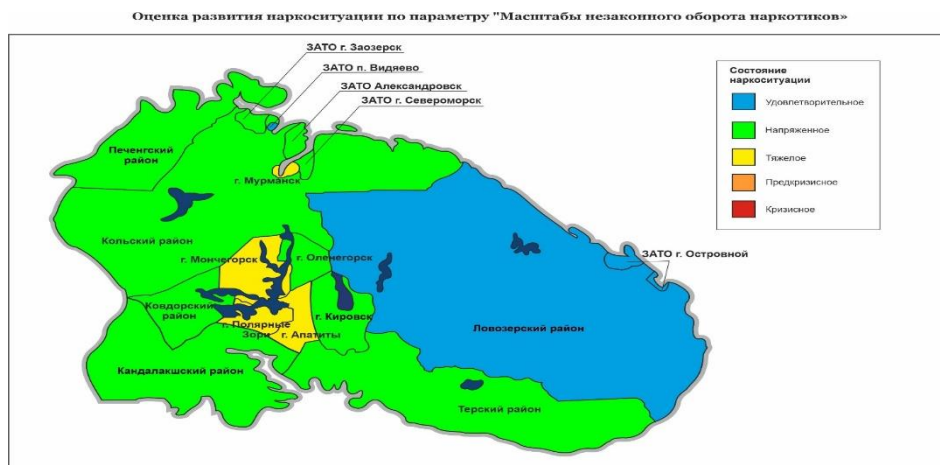 Оценка развития наркоситуации по параметру "Масштабы незаконного оборота наркотиков»
ЗАТО г. Заозерск
ЗАТО п. Видяево
ЗАТО Александровск
ЗАТО г. Североморск
Состояние
наркоситуации
Удовлетворительное
Напряженное
Тяжелое
Предкризисное
Кризисное
Печенгский
район
г. Мурманск
Кольский район
г. Мончегорск
г. Оленегорск
ЗАТО г. Островной
Ковдорский
район
г. Полярные
Зори
г. Апатиты
г. Кировск
Ловозерский район
Кандалакшский район
Терский район